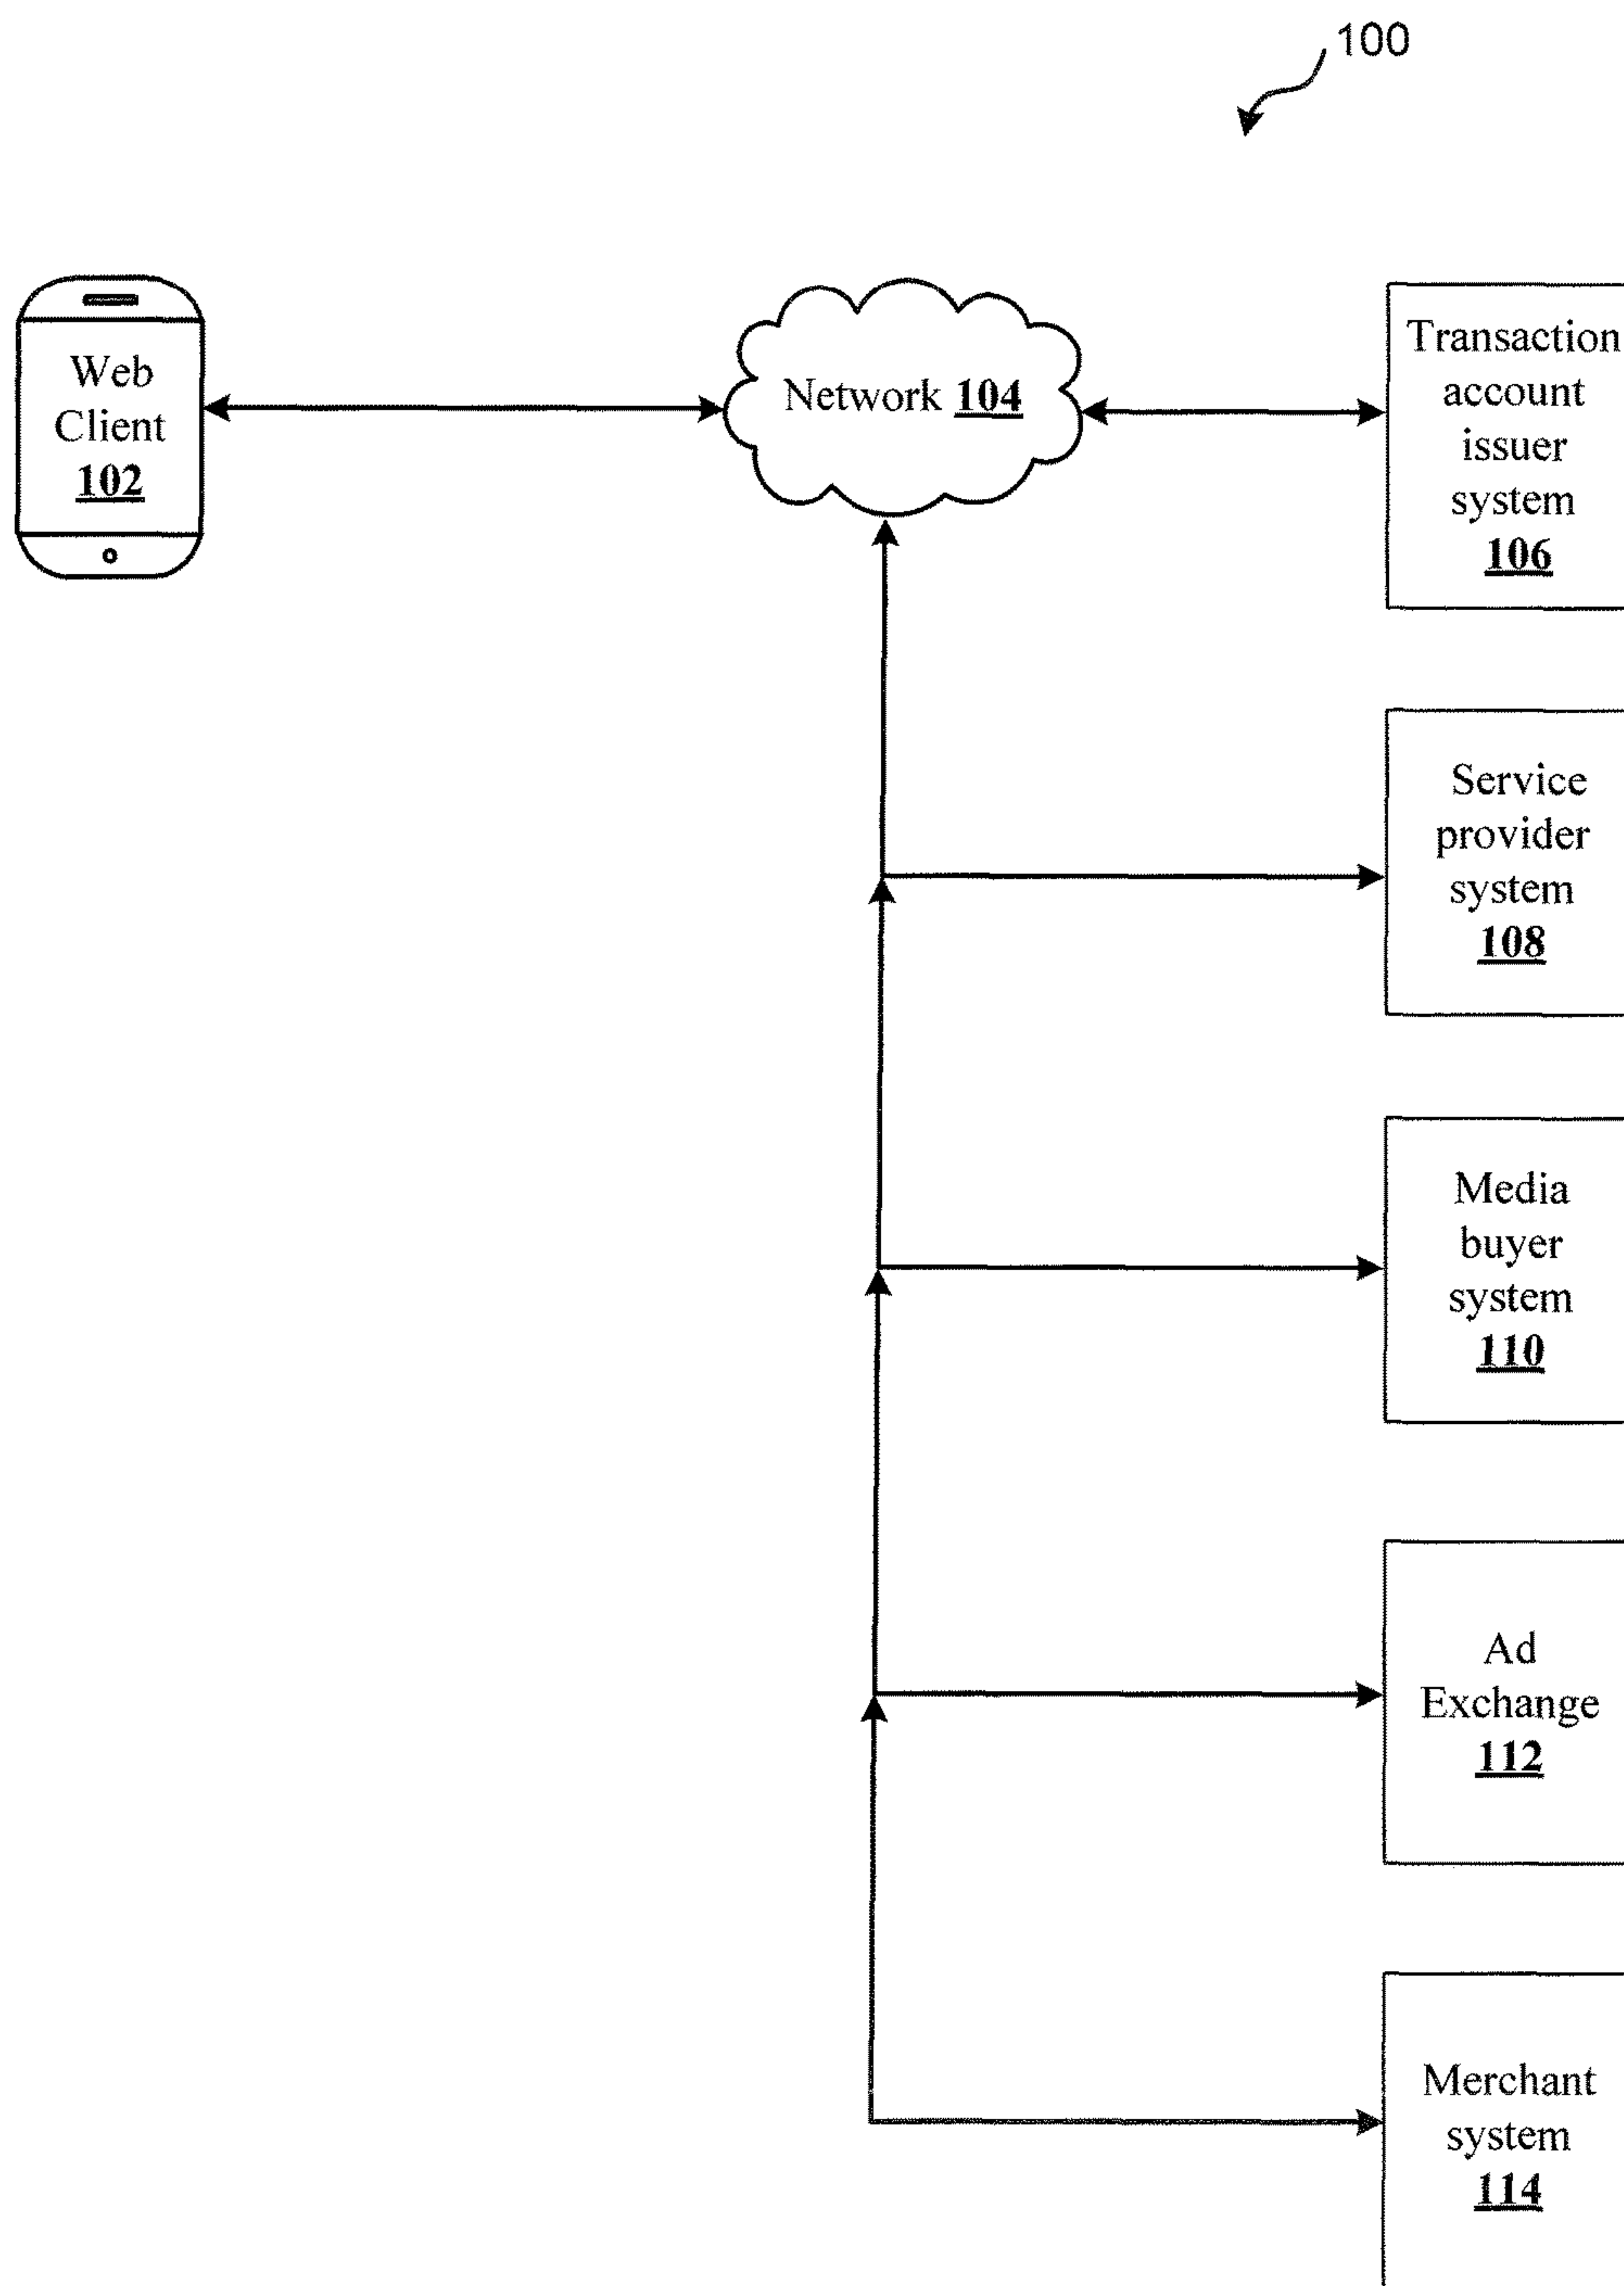 100
Web
Client
102
Network 104
Transaction
account
issuer
system
106
Service
provider
system
108
Media
buyer
system
110
Ad
Exchange
112
Merchant
system
114